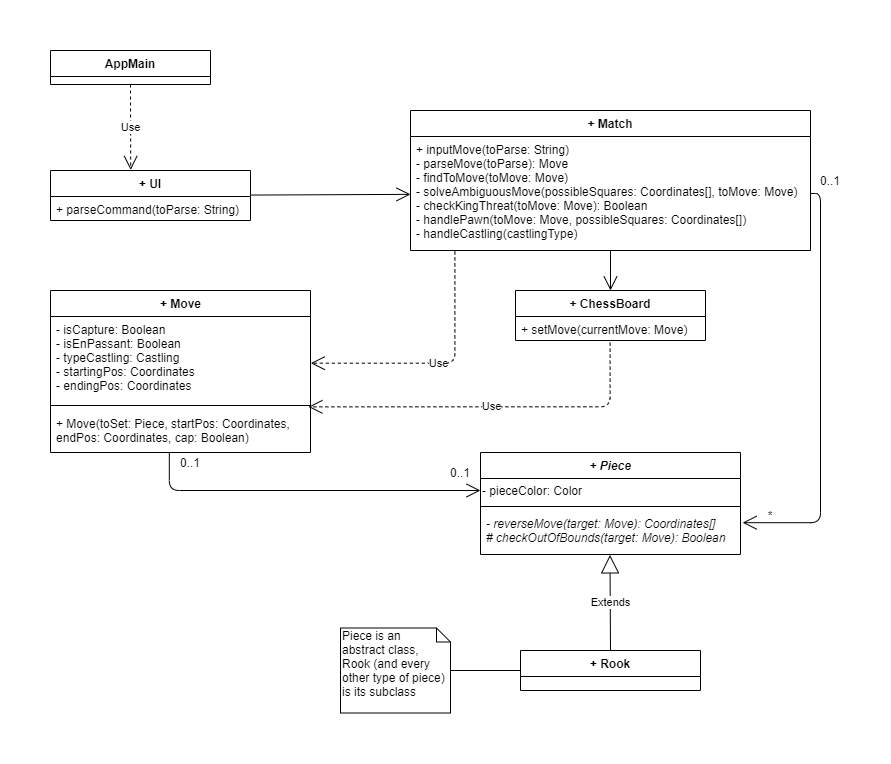 AppMain
Use
+ UI
+ parseCommand(toParse: String)
+ Match
+ inputMove(toParse: String)
- parseMove(toParse): Move
- findToMove(toMove: Move)
- solveAmbiguousMove(possibleSquares: Coordinates[], toMove: Move)
- checkKingThreat(toMove: Move): Boolean
- handlePawn(toMove: Move, possibleSquares: Coordinates[])
- handleCastling(castlingType)
0..1
+ Move
- isCapture: Boolean
- isEnPassant: Boolean
- typeCastling: Castling
- startingPos: Coordinates
- endingPos: Coordinates
+ Move(toSet: Piece, startPos: Coordinates,
endPos: Coordinates, cap: Boolean)
+ ChessBoard
+ setMove(currentMove: Move)
Use
Use
0..1
0..1
+ Piece
- pieceColor: Color
- reverseMove(target: Move): Coordinates[]
# checkOutOfBounds(target: Move): Boolean
*
Extends
Piece is an
abstract class,
Rook (and every
other type of piece)
is its subclass
+ Rook